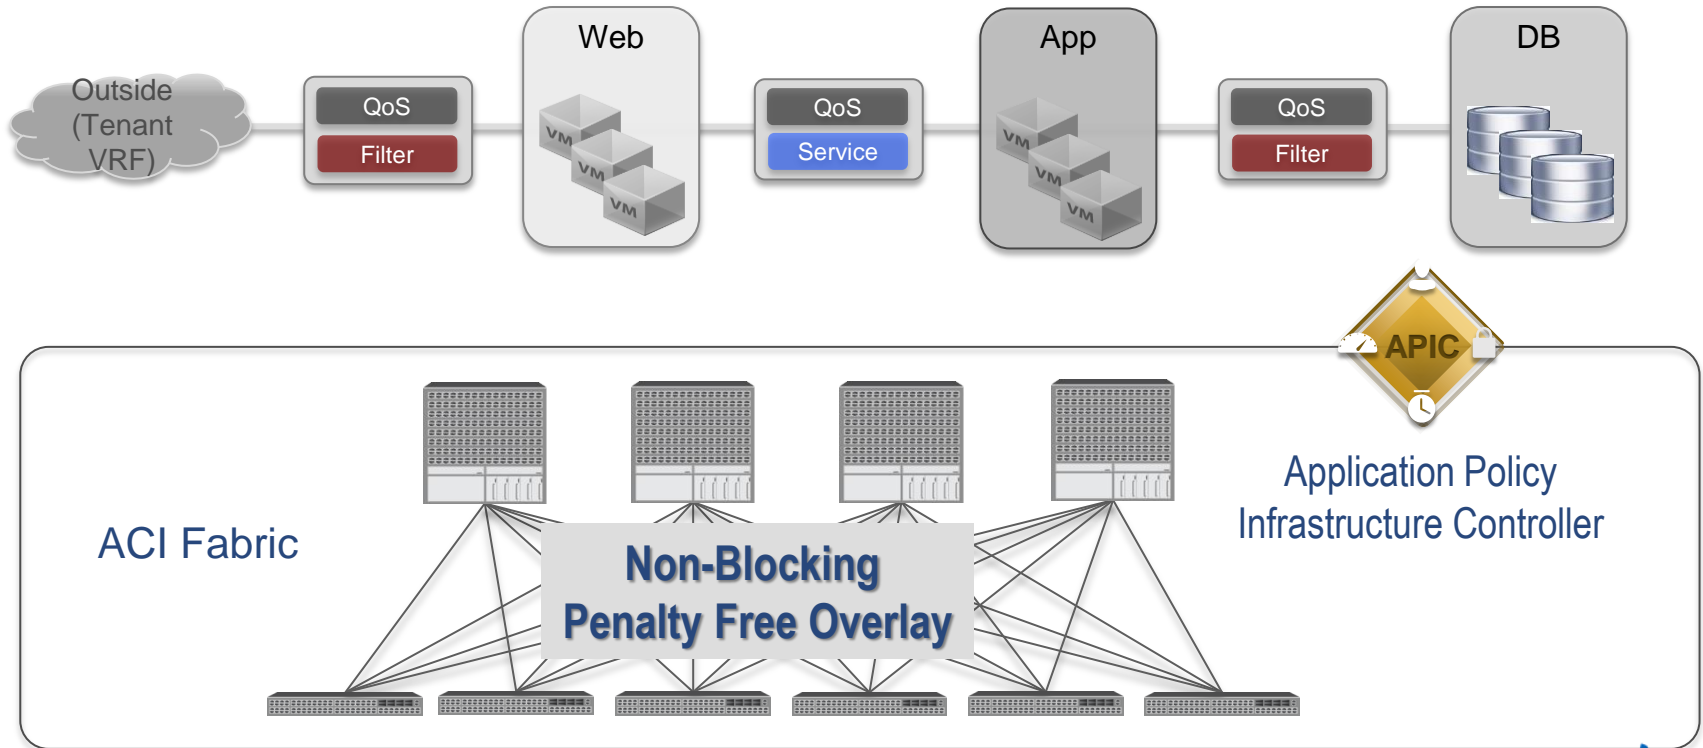 Web
App
DB
Outside
(Tenant
VRF)
QoS
Filter
QoS
Service
QoS
Filter
VM
VM
VM
VM
VM
VM
APIC
Application Policy
Infrastructure Controller
ACI Fabric
Non-Blocking
Penalty Free Overlay